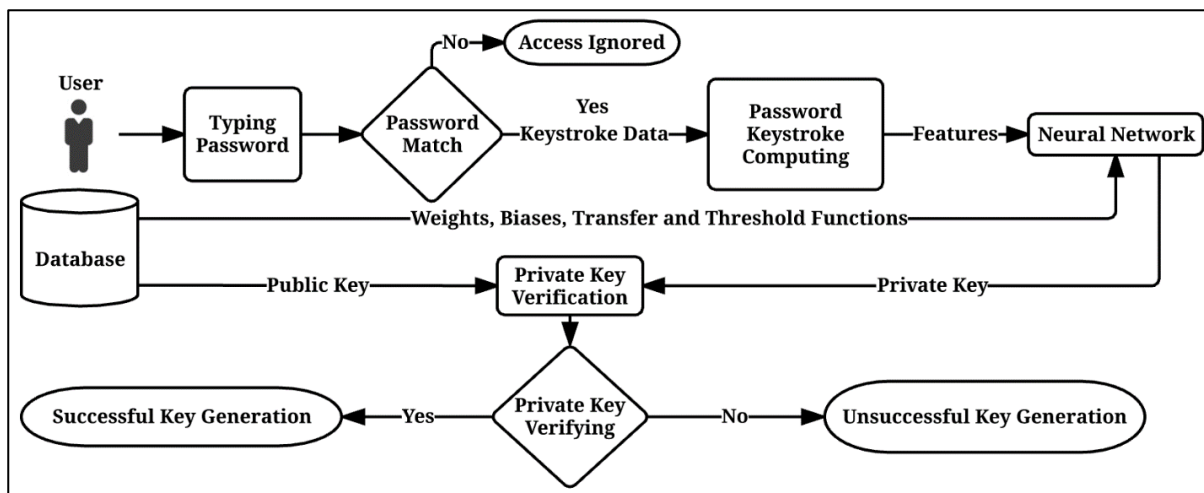 No
Access Ignored
User
Typing
Password
Password
Match
Yes
Keystroke Data
Password
Keystroke
Computing
Features
Neural Network
Weights, Biases, Transfer and Threshold Functions
Database
Public Key
Private Key
Verification
Private Key
Successful Key Generation
Yes
Private Key
Verifying
No
Unsuccessful Key Generation